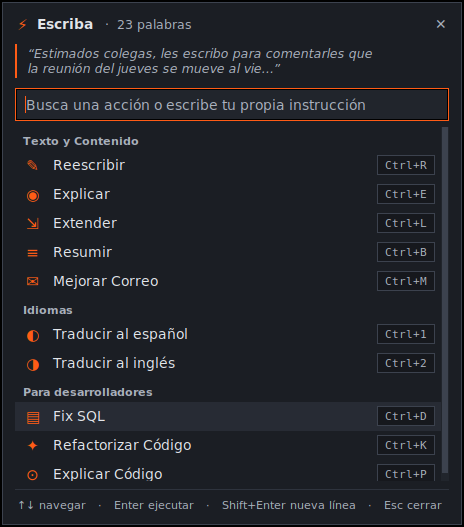 ⚡ Escriba · 23 palabras ×
“Estimados colegas, les escribo para comentarles que
la reunión del jueves se mueve al vie...”
Busca una acción o escribe tu propia instrucción
Texto y Contenido
Reescribir Ctrl+R
Explicar Ctrl+E
Extender Ctrl+L
Resumir Ctrl+B
Mejorar Correo Ctrl+M
Idiomas
Traducir al español Ctrl+1
Traducir al inglés Ctrl+2
Para desarrolladores
Fix SQL Ctrl+D
Refactorizar Código Ctrl+K
Explicar Código Ctrl+P
↑↓ navegar · Enter ejecutar · Shift+Enter nueva línea · Esc cerrar